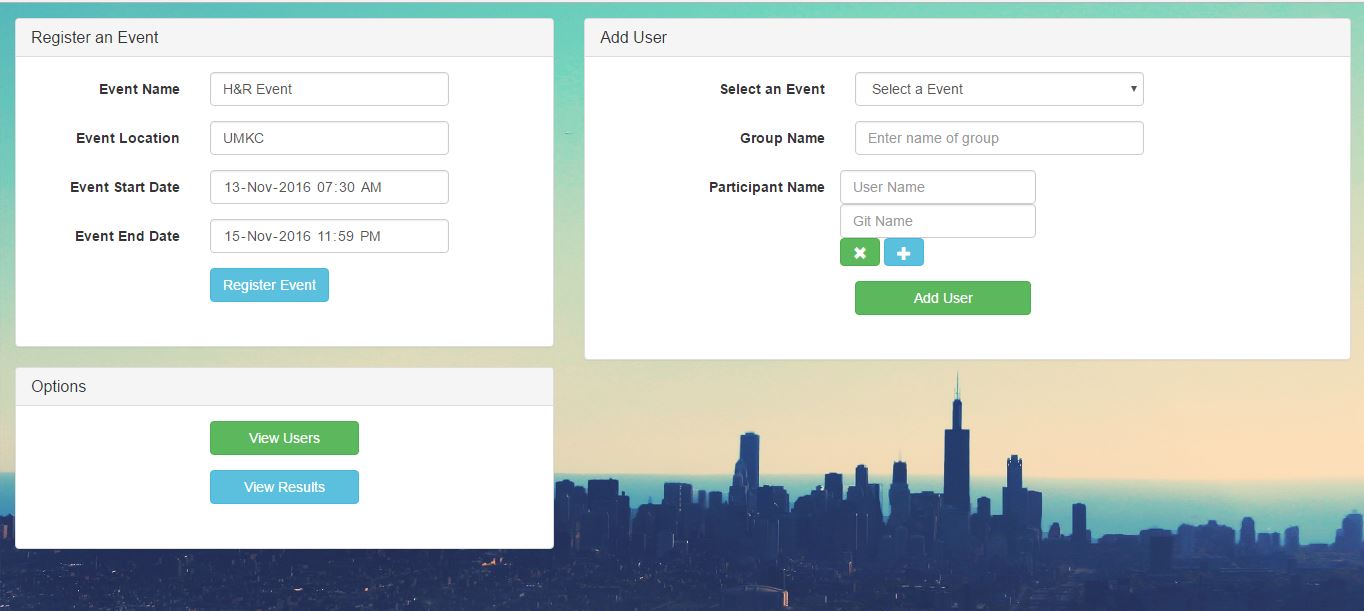 Register an Event
Event Name H&R Event
Event Location UMKC
Event Start Date 13-Nov-2016 07:30 AM
Event End Date 15-Nov-2016 11:59 PM
Register Event
Options
View Users
View Results
Add User
Select an Event Select a Event
Group Name Enter name of group
Participant Name User Name
Git Name
Add User